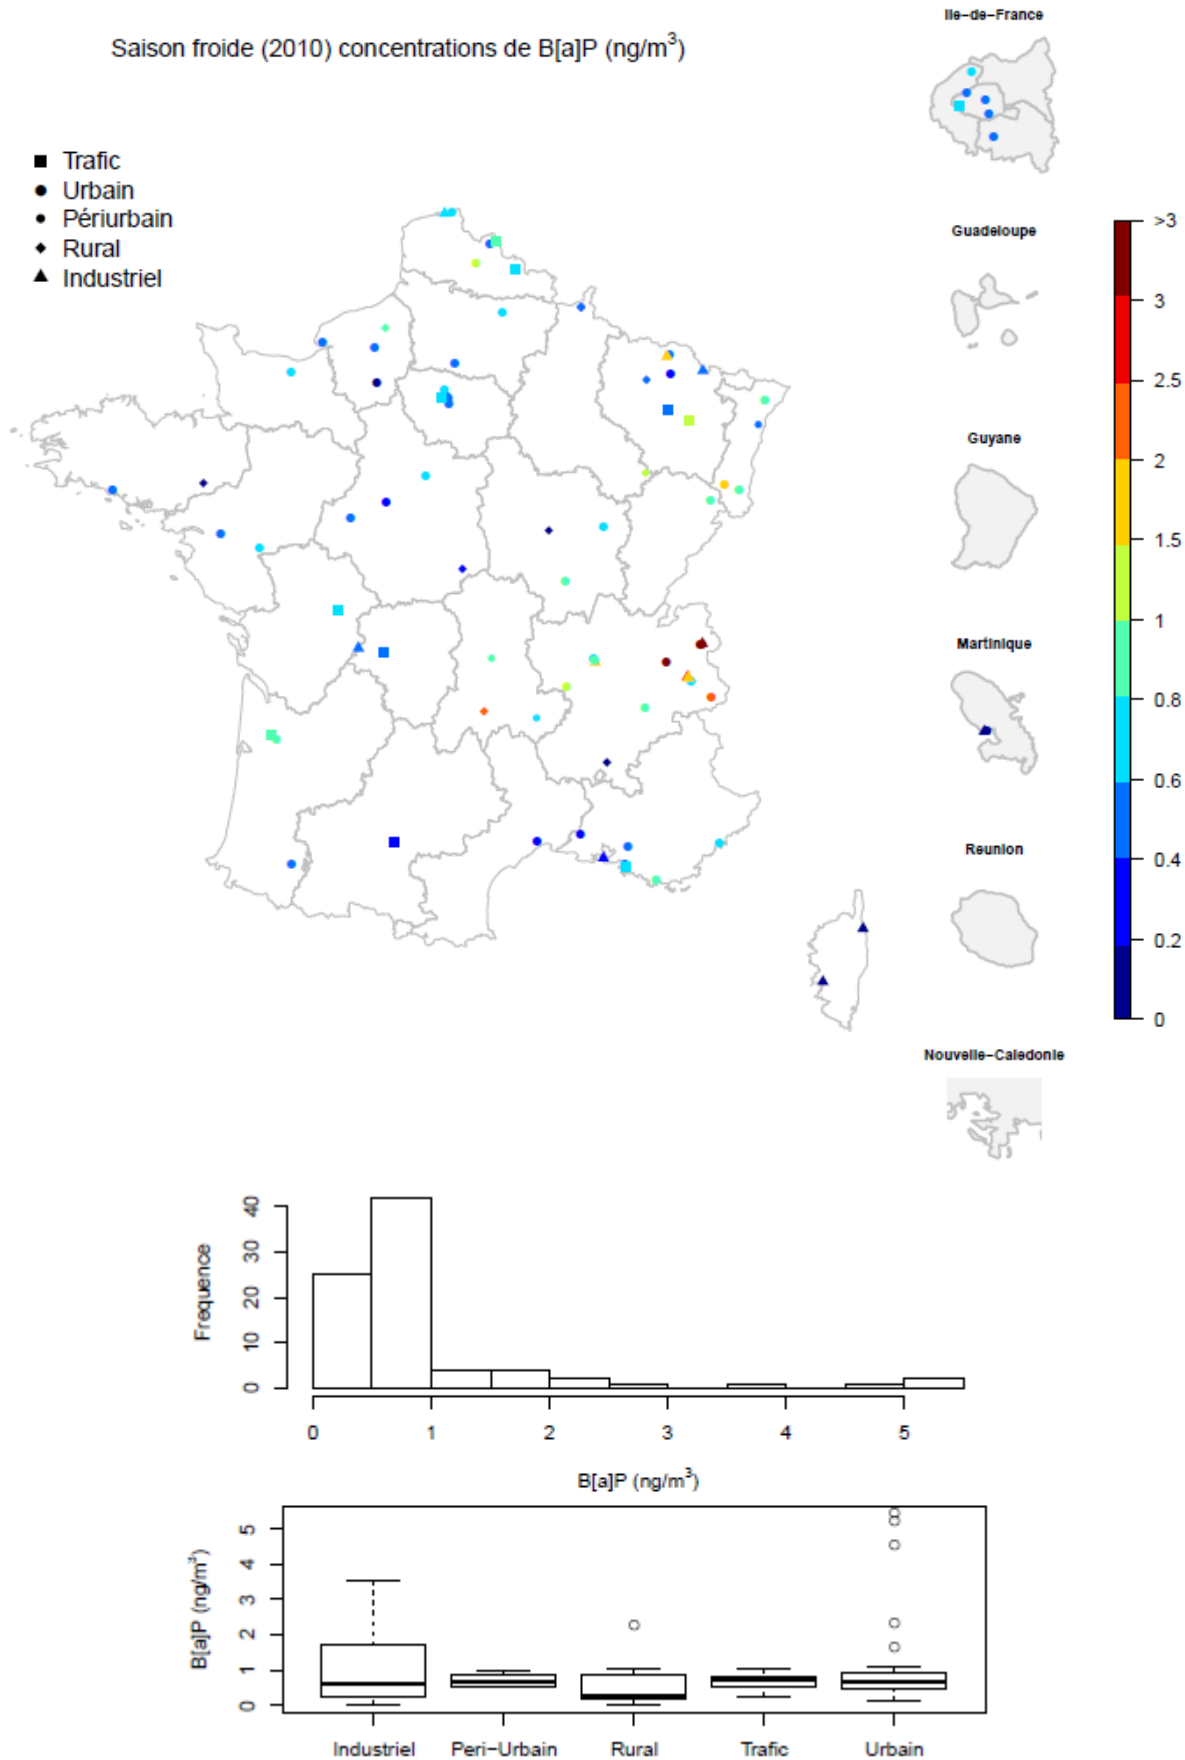 Ile-de-France
Saison froide (2010) concentrations de B[a]P (ng/m³)
Trafic
Urbain
Périurbain
Rural
Industriel
Guadeloupe
Guyane
Martinique
Reunion
Nouvelle-Caledonie
>3
3
2.5
2
1.5
1
0.8
0.6
0.4
0.2
0
Frequence
40
30
20
10
0
0 1 2 3 4 5
B[a]P (ng/m³)
B[a]P (ng/m³)
5
4
3
2
1
0
Industriel Peri-Urbain Rural Trafic Urbain